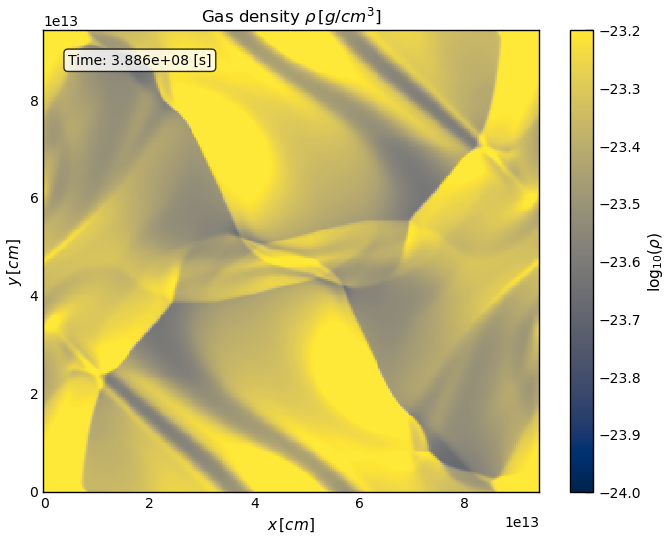 Gas density ρ [g/cm³]
1e13
Time: 3.886e+08 [s]
8
6
4
2
0
y [cm]
0 2 4 6 8
1e13
x [cm]
−23.2
−23.3
−23.4
−23.5
−23.6
−23.7
−23.8
−23.9
−24.0
log₁₀(ρ)